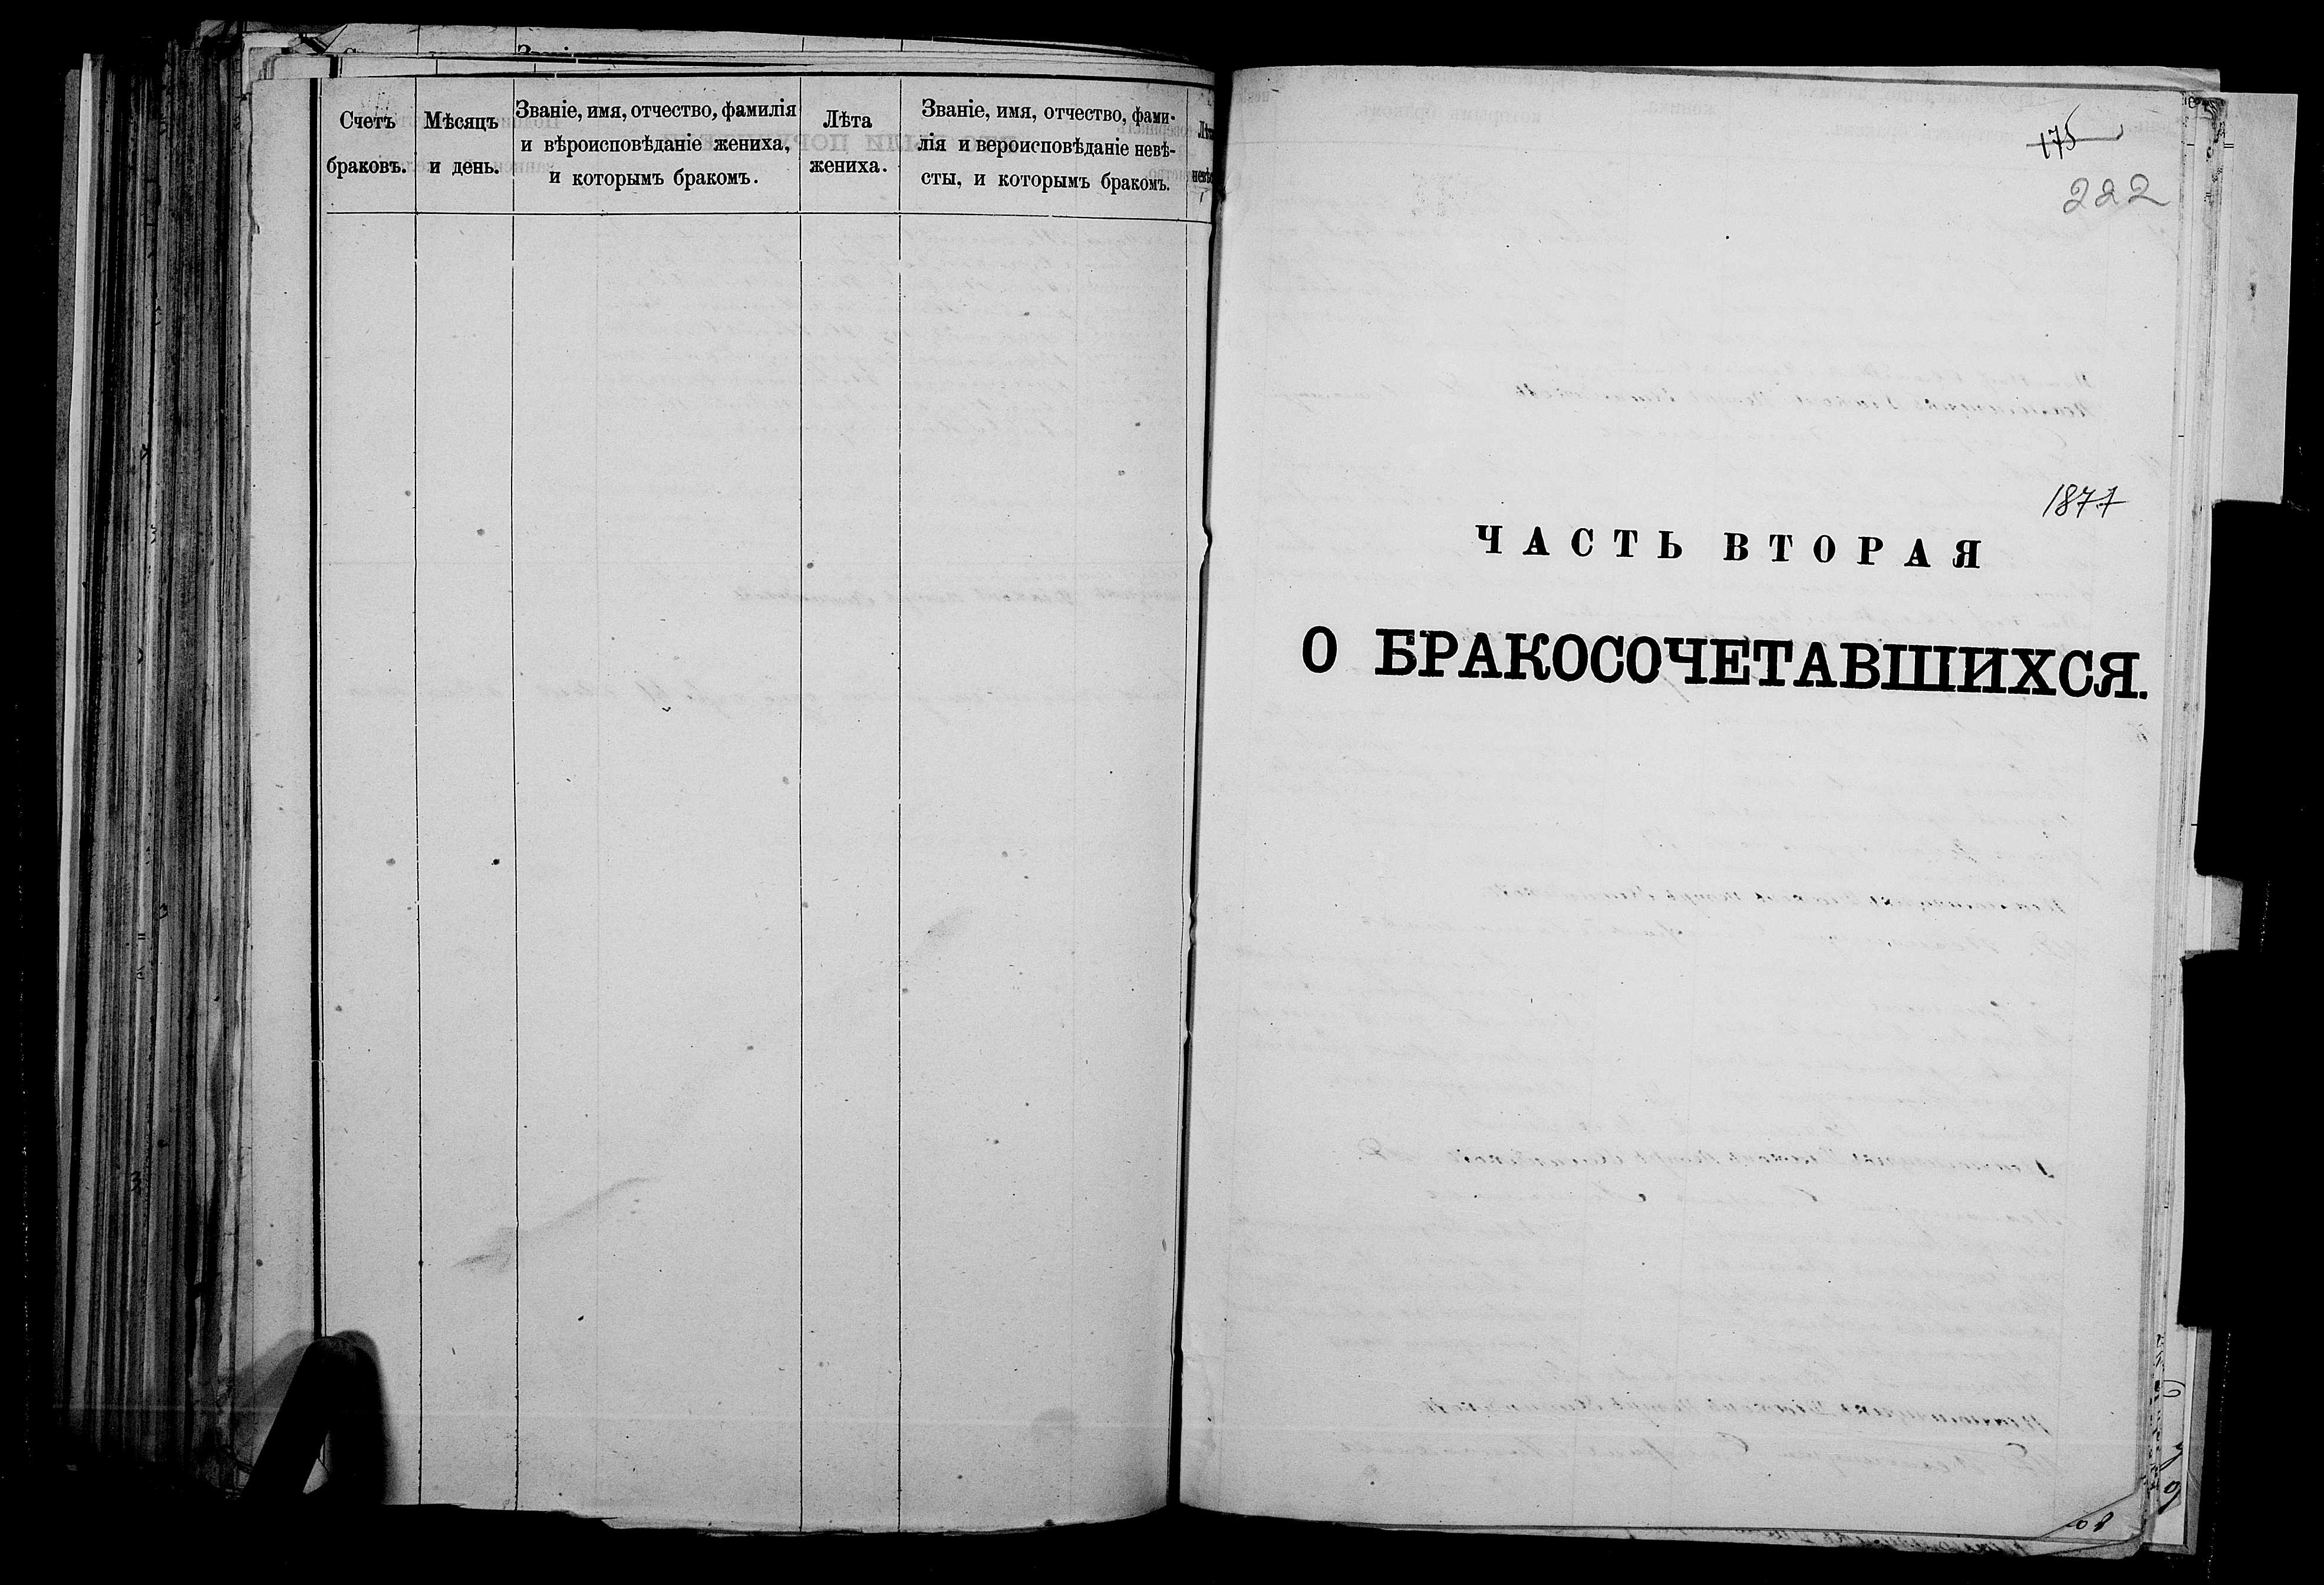 Счетъ
браковъ.
Мѣсяцъ
и день.
Званіе, имя, отчество, фамилія
и вѣроисповѣданіе жениха,
и которымъ бракомъ.
Лѣта
жениха.
Званіе, имя, отчество, фами-
лія и вероисповѣданіе невѣ-
сты, и которымъ бракомъ.
175
222
1877
ЧАСТЬ ВТОРАЯ
О БРАКОСОЧЕТАВШИХСЯ.